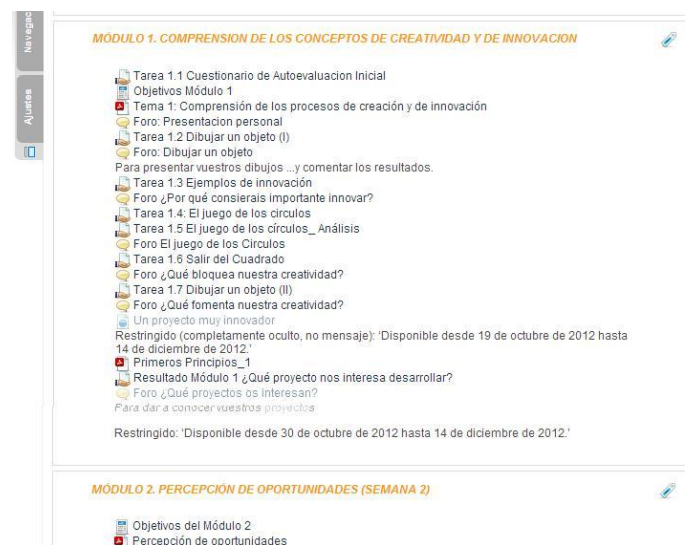 Navegac
Ajustes
MÓDULO 1. COMPRENSION DE LOS CONCEPTOS DE CREATIVIDAD Y DE INNOVACION
Tarea 1.1 Cuestionario de Autoevaluacion Inicial
Objetivos Módulo 1
Tema 1: Comprensión de los procesos de creación y de innovación
Foro: Presentacion personal
Tarea 1.2 Dibujar un objeto (I)
Foro: Dibujar un objeto
Para presentar vuestros dibujos ...y comentar los resultados.
Tarea 1.3 Ejemplos de innovación
Foro ¿Por qué consierais importante innovar?
Tarea 1.4: El juego de los circulos
Tarea 1.5 El juego de los círculos_ Análisis
Foro El juego de los Circulos
Tarea 1.6 Salir del Cuadrado
Foro ¿Qué bloquea nuestra creatividad?
Tarea 1.7 Dibujar un objeto (II)
Foro ¿Qué fomenta nuestra creatividad?
Un proyecto muy innovador
Restringido (completamente oculto, no mensaje): 'Disponible desde 19 de octubre de 2012 hasta
14 de diciembre de 2012.'
Primeros Principios_1
Resultado Módulo 1 ¿Qué proyecto nos interesa desarrollar?
Foro ¿Qué proyectos os interesan?
Para dar a conocer vuestros proyectos
Restringido: 'Disponible desde 30 de octubre de 2012 hasta 14 de diciembre de 2012.'
MÓDULO 2. PERCEPCIÓN DE OPORTUNIDADES (SEMANA 2)
Objetivos del Módulo 2
Percepción de oportunidades